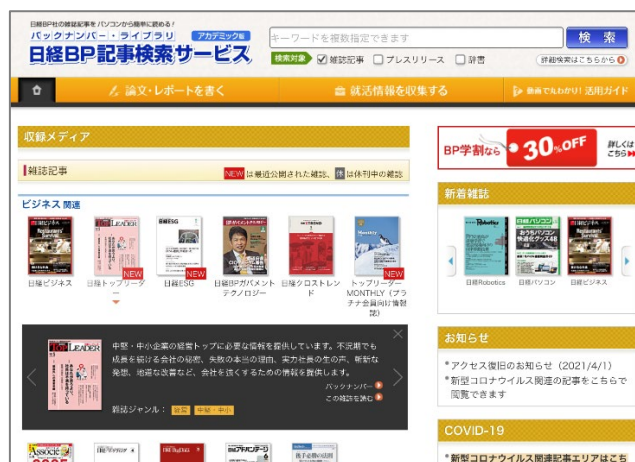 日経BP社の雑誌記事をパソコンから簡単に読める!
バックナンバー・ライブラリ アカデミック版
日経BP記事検索サービス
キーワードを複数指定できます
検索
検索対象 雑誌記事 プレスリリース 辞書
詳細検索はこちらから
論文・レポートを書く
就活情報を収集する
動画で丸わかり! 活用ガイド
収録メディア
雑誌記事
NEW は最近公開された雑誌、休 は休刊中の雑誌
ビジネス 関連
NEW
NEW
NEW
日経ビジネス
日経トップリーダー
日経ESG
日経BPガバメントテクノロジー
日経クロストレンド
トップリーダー
MONTHLY (プラ
チナ会員向け情報
誌)
中堅・中小企業の経営トップに必要な情報を提供しています。不況期でも
成長を続ける会社の秘密、失敗の本当の理由、実力社長の生の声、斬新な
発想、地道な改善など、会社を強くするための情報を提供します。
バックナンバー
この雑誌を読む
雑誌ジャンル: 経営 中堅・中小
BP学割なら 30%OFF 詳しくはこちら
新着雑誌
日経Robotics
日経パソコン
日経ビジネス
お知らせ
アクセス復旧のお知らせ (2021/4/1)
新型コロナウイルス関連の記事をこちらで
閲覧できます
COVID-19
新型コロナウイルス関連記事エリアはこち